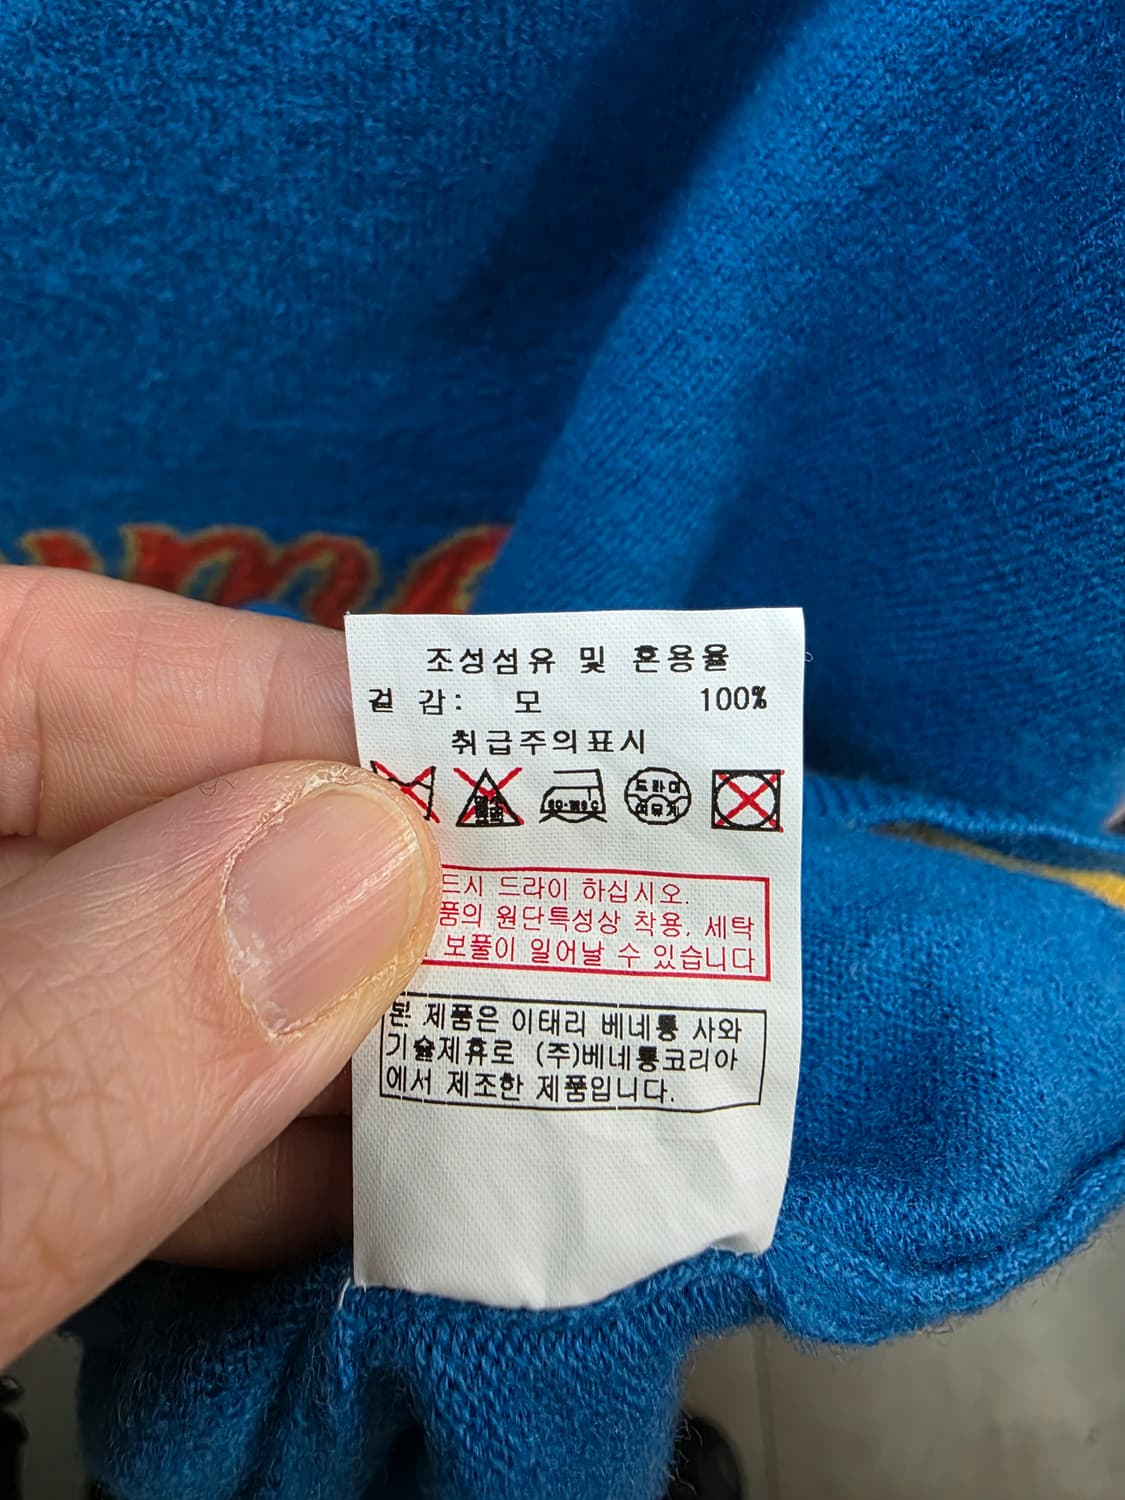 조성섬유 및 혼용율
겉 감: 모 100%
취급주의표시
드라이
드시 드라이 하십시오.
품의 원단특성상 착용, 세탁
보풀이 일어날 수 있습니다
본 제품은 이태리 베네통 사와
기술제휴로 (주)베네통코리아
에서 제조한 제품입니다.